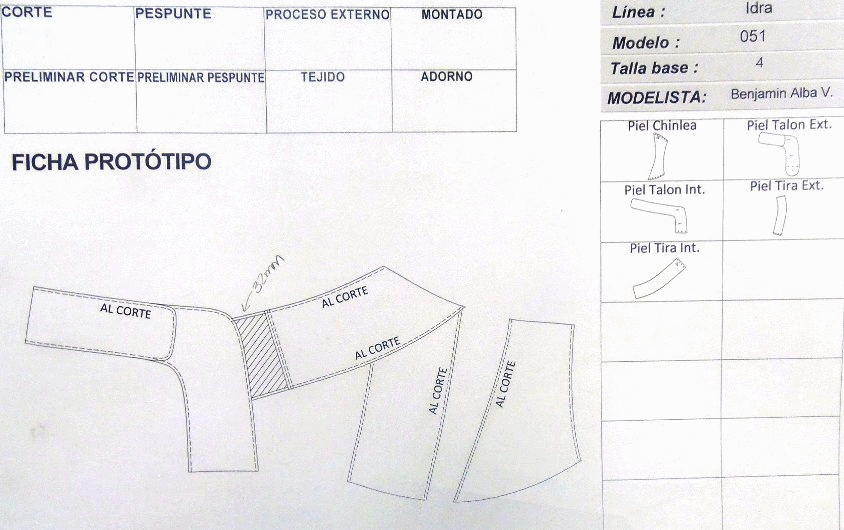 CORTE PESPUNTE PROCESO EXTERNO MONTADO
PRELIMINAR CORTE PRELIMINAR PESPUNTE TEJIDO ADORNO
FICHA PROTÓTIPO
Línea : Idra
Modelo : 051
Talla base : 4
MODELISTA: Benjamin Alba V.
Piel Chinlea Piel Talon Ext.
Piel Talon Int. Piel Tira Ext.
Piel Tira Int.
32mm
AL CORTE
AL CORTE
AL CORTE
AL CORTE
AL CORTE